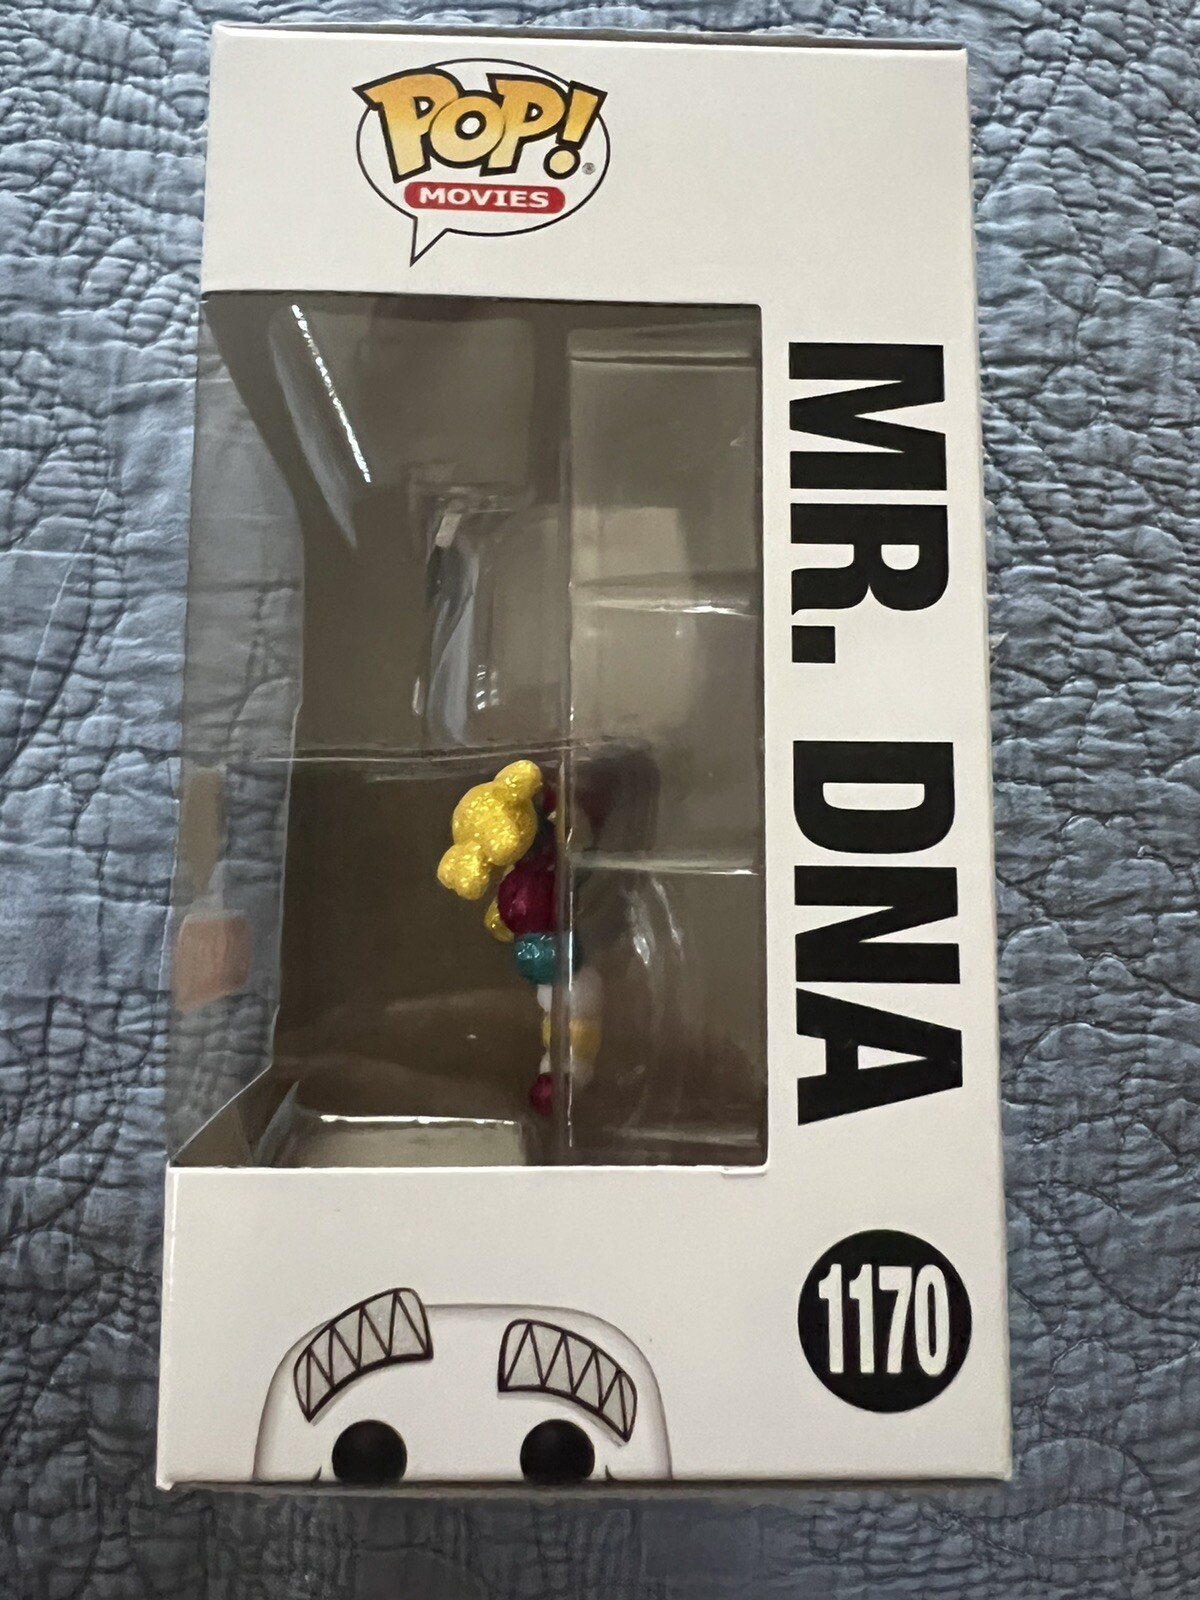 POP!
MOVIES
MR. DNA
1170